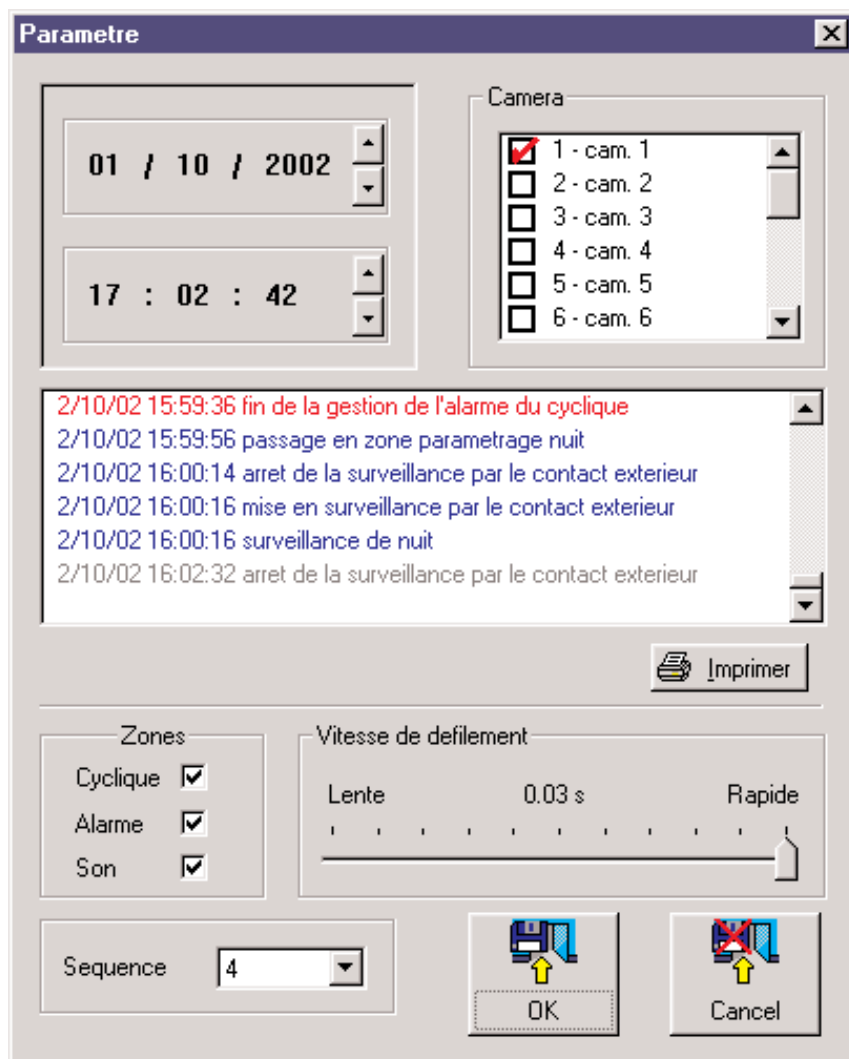 Parametre
01 / 10 / 2002
17 : 02 : 42
Camera
1 - cam. 1
2 - cam. 2
3 - cam. 3
4 - cam. 4
5 - cam. 5
6 - cam. 6
2/10/02 15:59:36 fin de la gestion de l'alarme du cyclique
2/10/02 15:59:56 passage en zone parametrage nuit
2/10/02 16:00:14 arret de la surveillance par le contact exterieur
2/10/02 16:00:16 mise en surveillance par le contact exterieur
2/10/02 16:00:16 surveillance de nuit
2/10/02 16:02:32 arret de la surveillance par le contact exterieur
Imprimer
Zones
Cyclique
Alarme
Son
Vitesse de defilement
Lente 0.03 s Rapide
Sequence 4
OK
Cancel